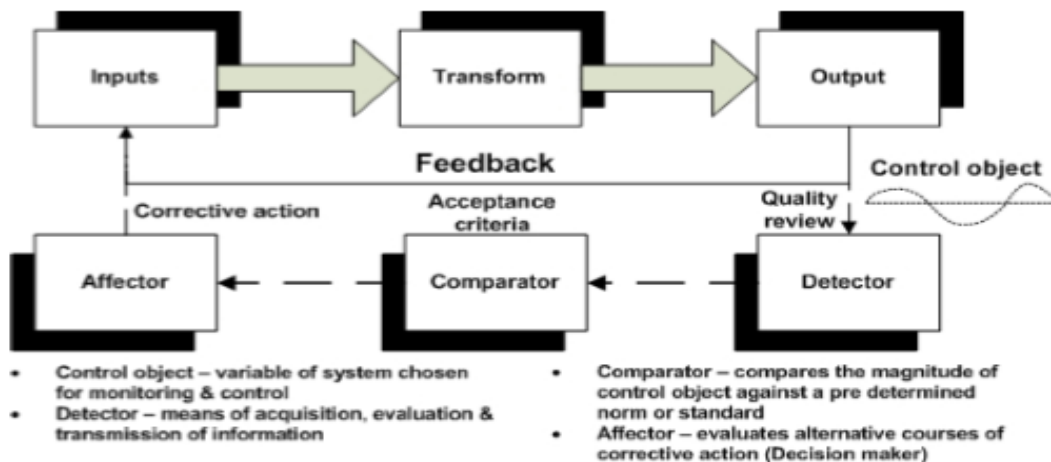 Inputs
Transform
Output
Feedback
Control object
Corrective action
Acceptance
criteria
Quality
review
Affector
Comparator
Detector
• Control object – variable of system chosen
for monitoring & control
• Detector – means of acquisition, evaluation &
transmission of information
• Comparator – compares the magnitude of
control object against a pre determined
norm or standard
• Affector – evaluates alternative courses of
corrective action (Decision maker)